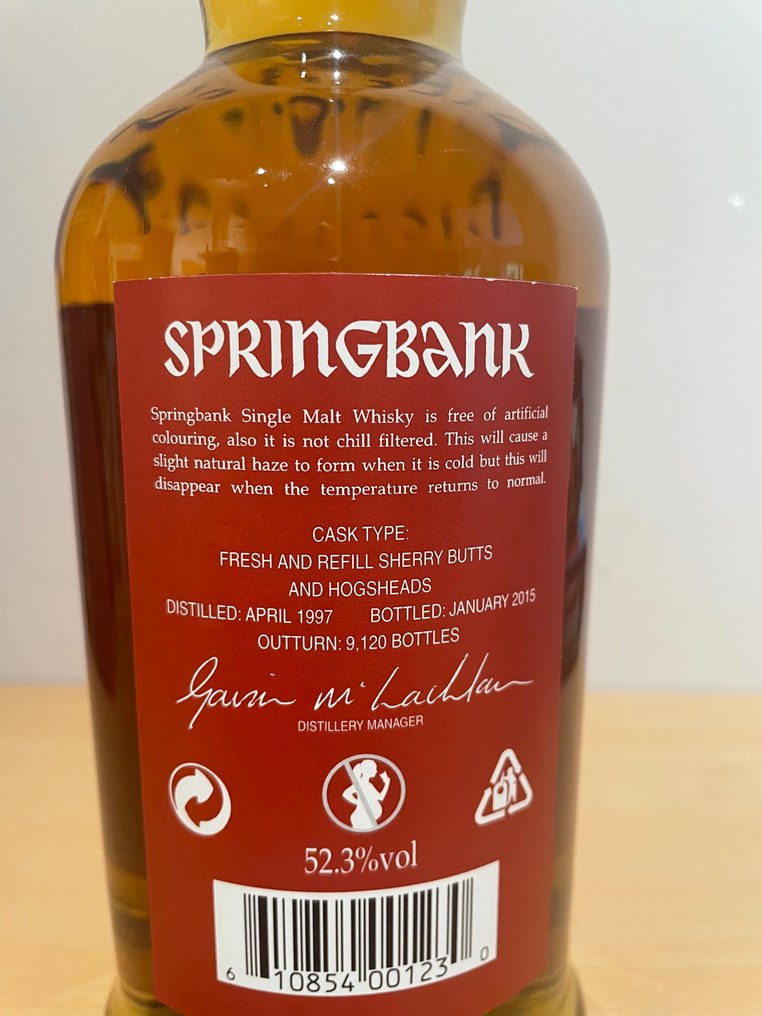 SPRINGBANK
Springbank Single Malt Whisky is free of artificial
colouring, also it is not chill filtered. This will cause a
slight natural haze to form when it is cold but this will
disappear when the temperature returns to normal.
CASK TYPE:
FRESH AND REFILL SHERRY BUTTS
AND HOGSHEADS
DISTILLED: APRIL 1997 BOTTLED: JANUARY 2015
OUTTURN: 9,120 BOTTLES
Gavin McLachlan
DISTILLERY MANAGER
52.3%vol
6 10854 00123 0